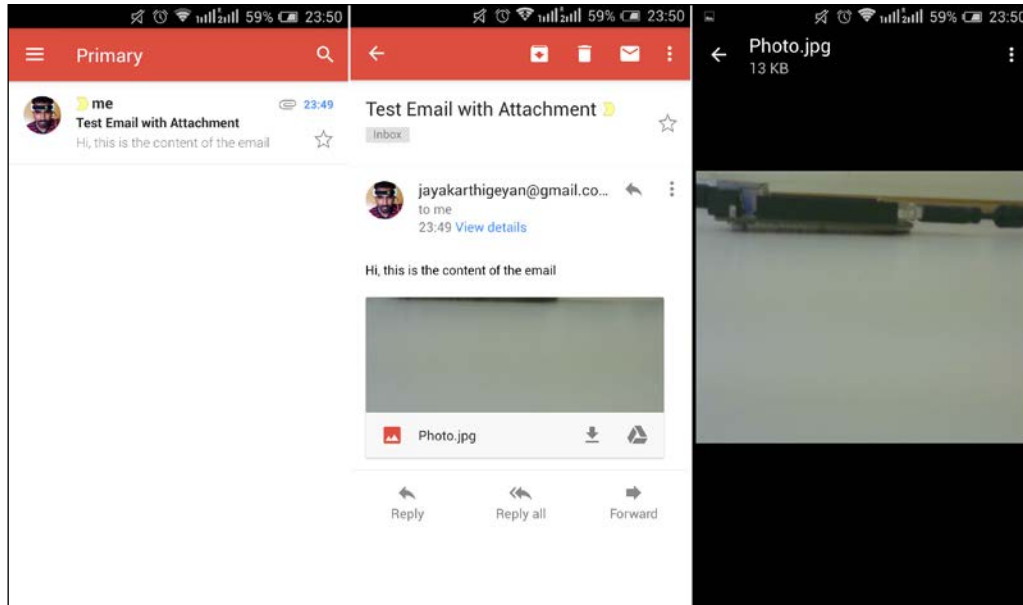 59% 23:50
Primary
me 23:49
Test Email with Attachment
Hi, this is the content of the email
59% 23:50
Test Email with Attachment
Inbox
jayakarthigeyan@gmail.co...
to me
23:49 View details
Hi, this is the content of the email
Photo.jpg
Reply Reply all Forward
59% 23:50
Photo.jpg
13 KB